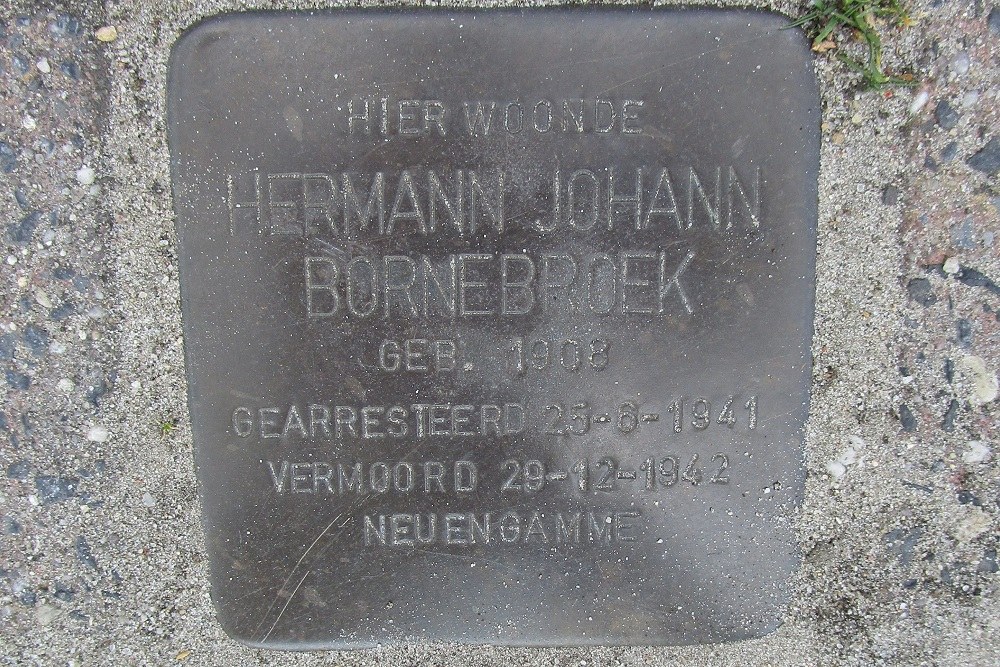 HIER WOONDE
HERMANN JOHANN
BORNEBROEK
GEB. 1908
GEARRESTEERD 25-6-1941
VERMOORD 29-12-1942
NEUENGAMME